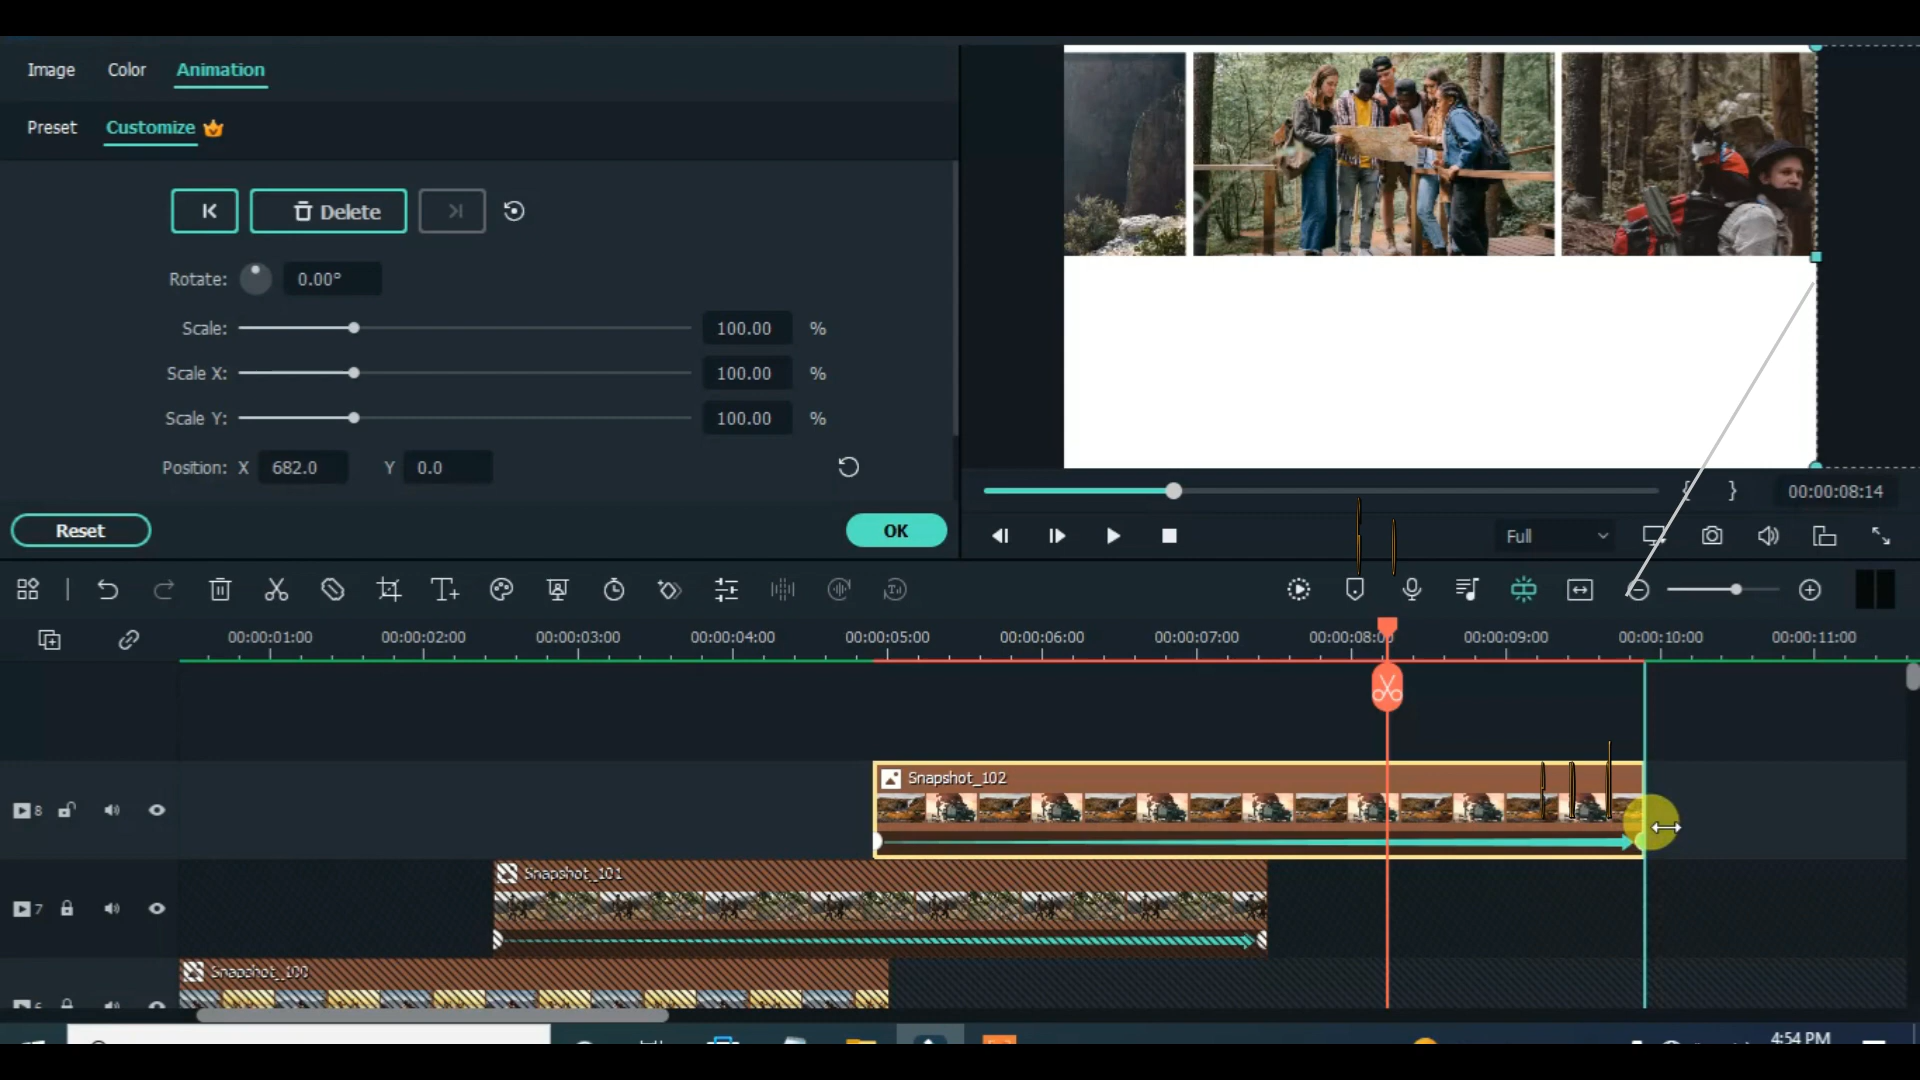 Image Color Animation
Preset Customize
Delete
Rotate: 0.00°
Scale: 100.00 %
Scale X: 100.00 %
Scale Y: 100.00 %
Position: X 682.0 Y 0.0
Reset OK
{ } 00:00:08:14
Full
00:00:01:00 00:00:02:00 00:00:03:00 00:00:04:00 00:00:05:00 00:00:06:00 00:00:07:00 00:00:08:00 00:00:09:00 00:00:10:00 00:00:11:00
Snapshot_102
8
Snapshot_101
7
Snapshot_100
4:54 PM